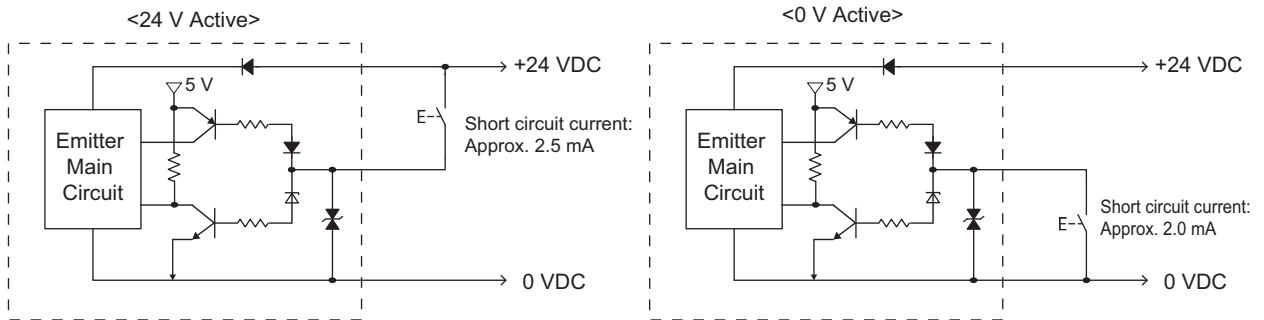 <24 V Active>
+24 VDC
5 V
Emitter
Main
Circuit
E
Short circuit current:
Approx. 2.5 mA
0 VDC
<0 V Active>
+24 VDC
5 V
Emitter
Main
Circuit
E
Short circuit current:
Approx. 2.0 mA
0 VDC